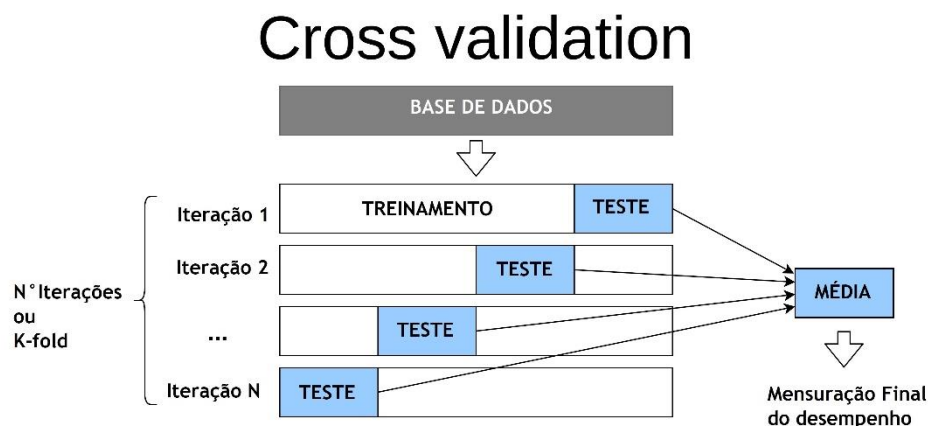 Cross validation
BASE DE DADOS
Iteração 1
TREINAMENTO
TESTE
Iteração 2
TESTE
N°Iterações
ou
K-fold
MÉDIA
...
TESTE
Iteração N
TESTE
Mensuração Final
do desempenho